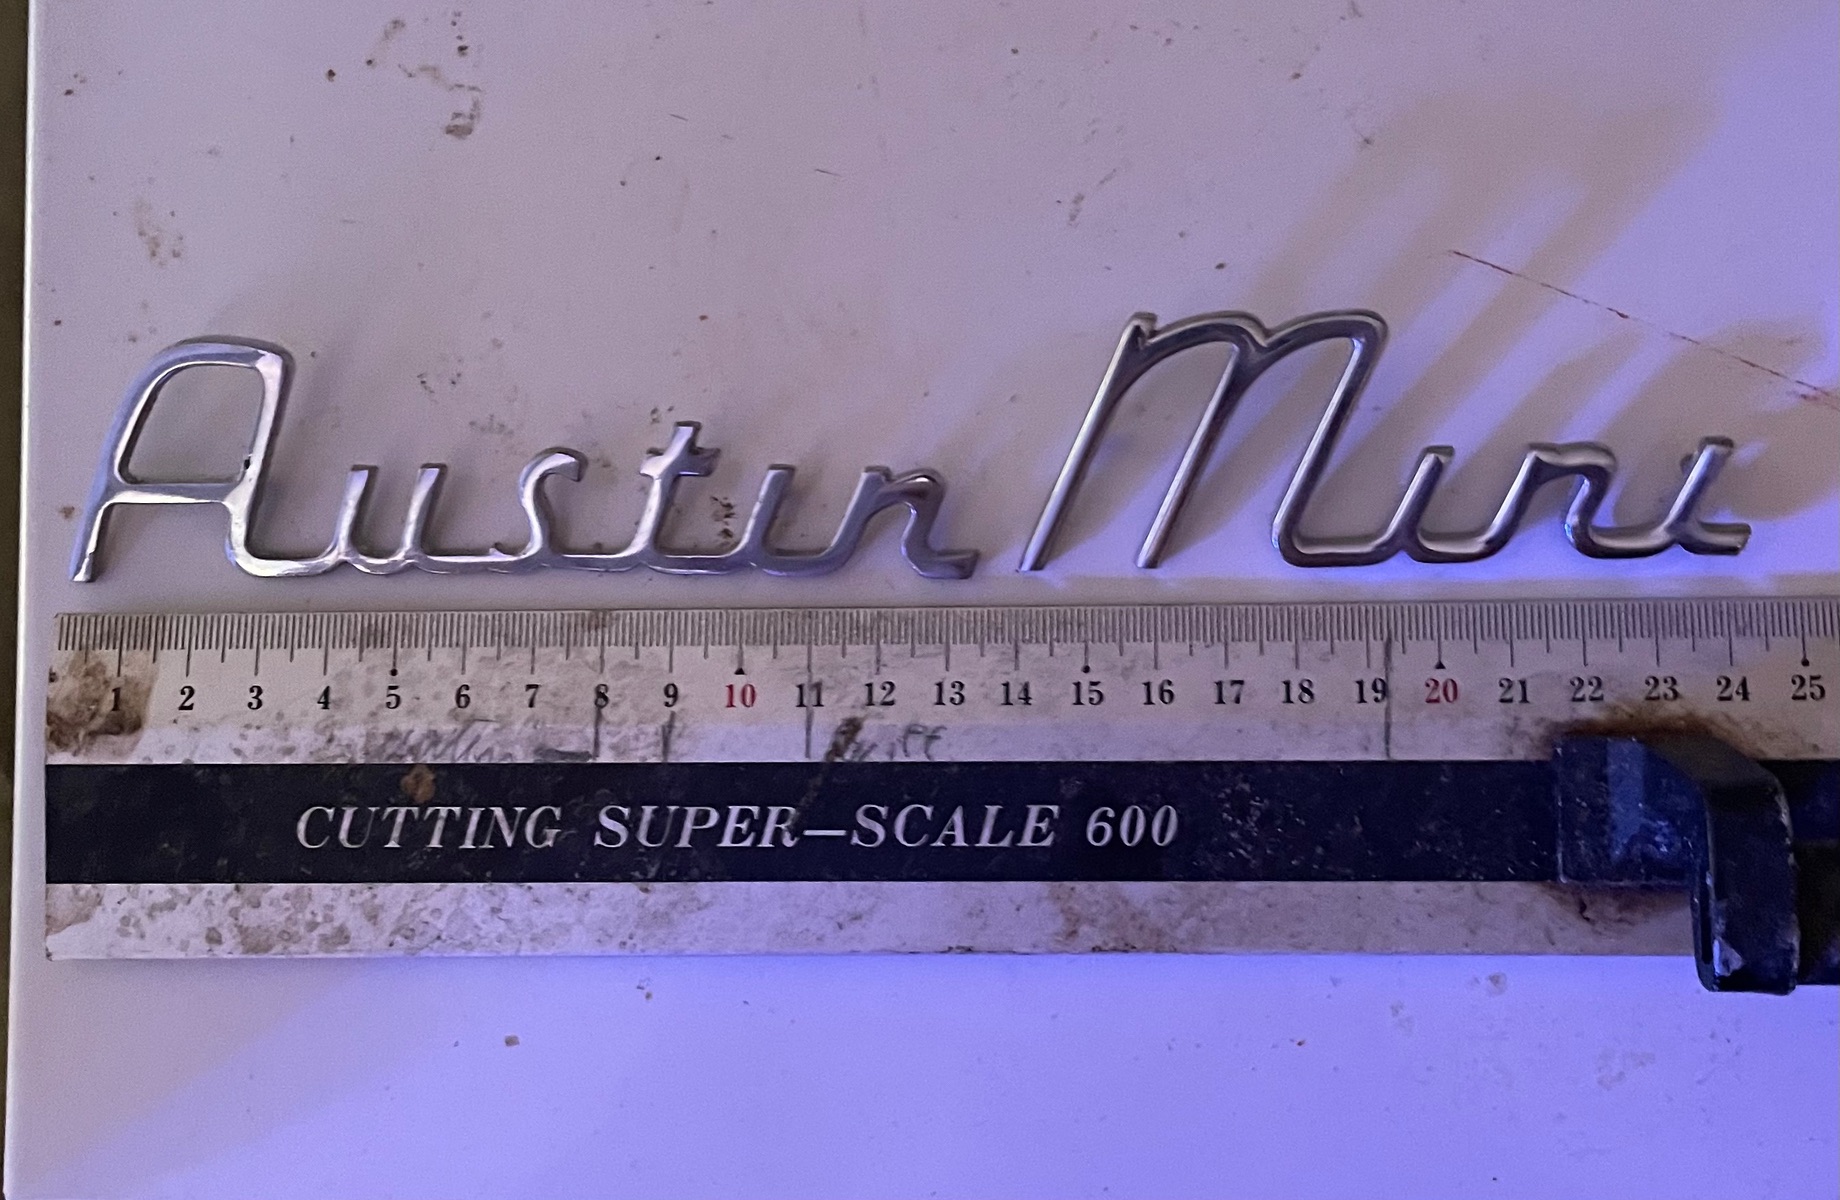 Austin Mini
1 2 3 4 5 6 7 8 9 10 11 12 13 14 15 16 17 18 19 20 21 22 23 24 25
CUTTING SUPER-SCALE 600